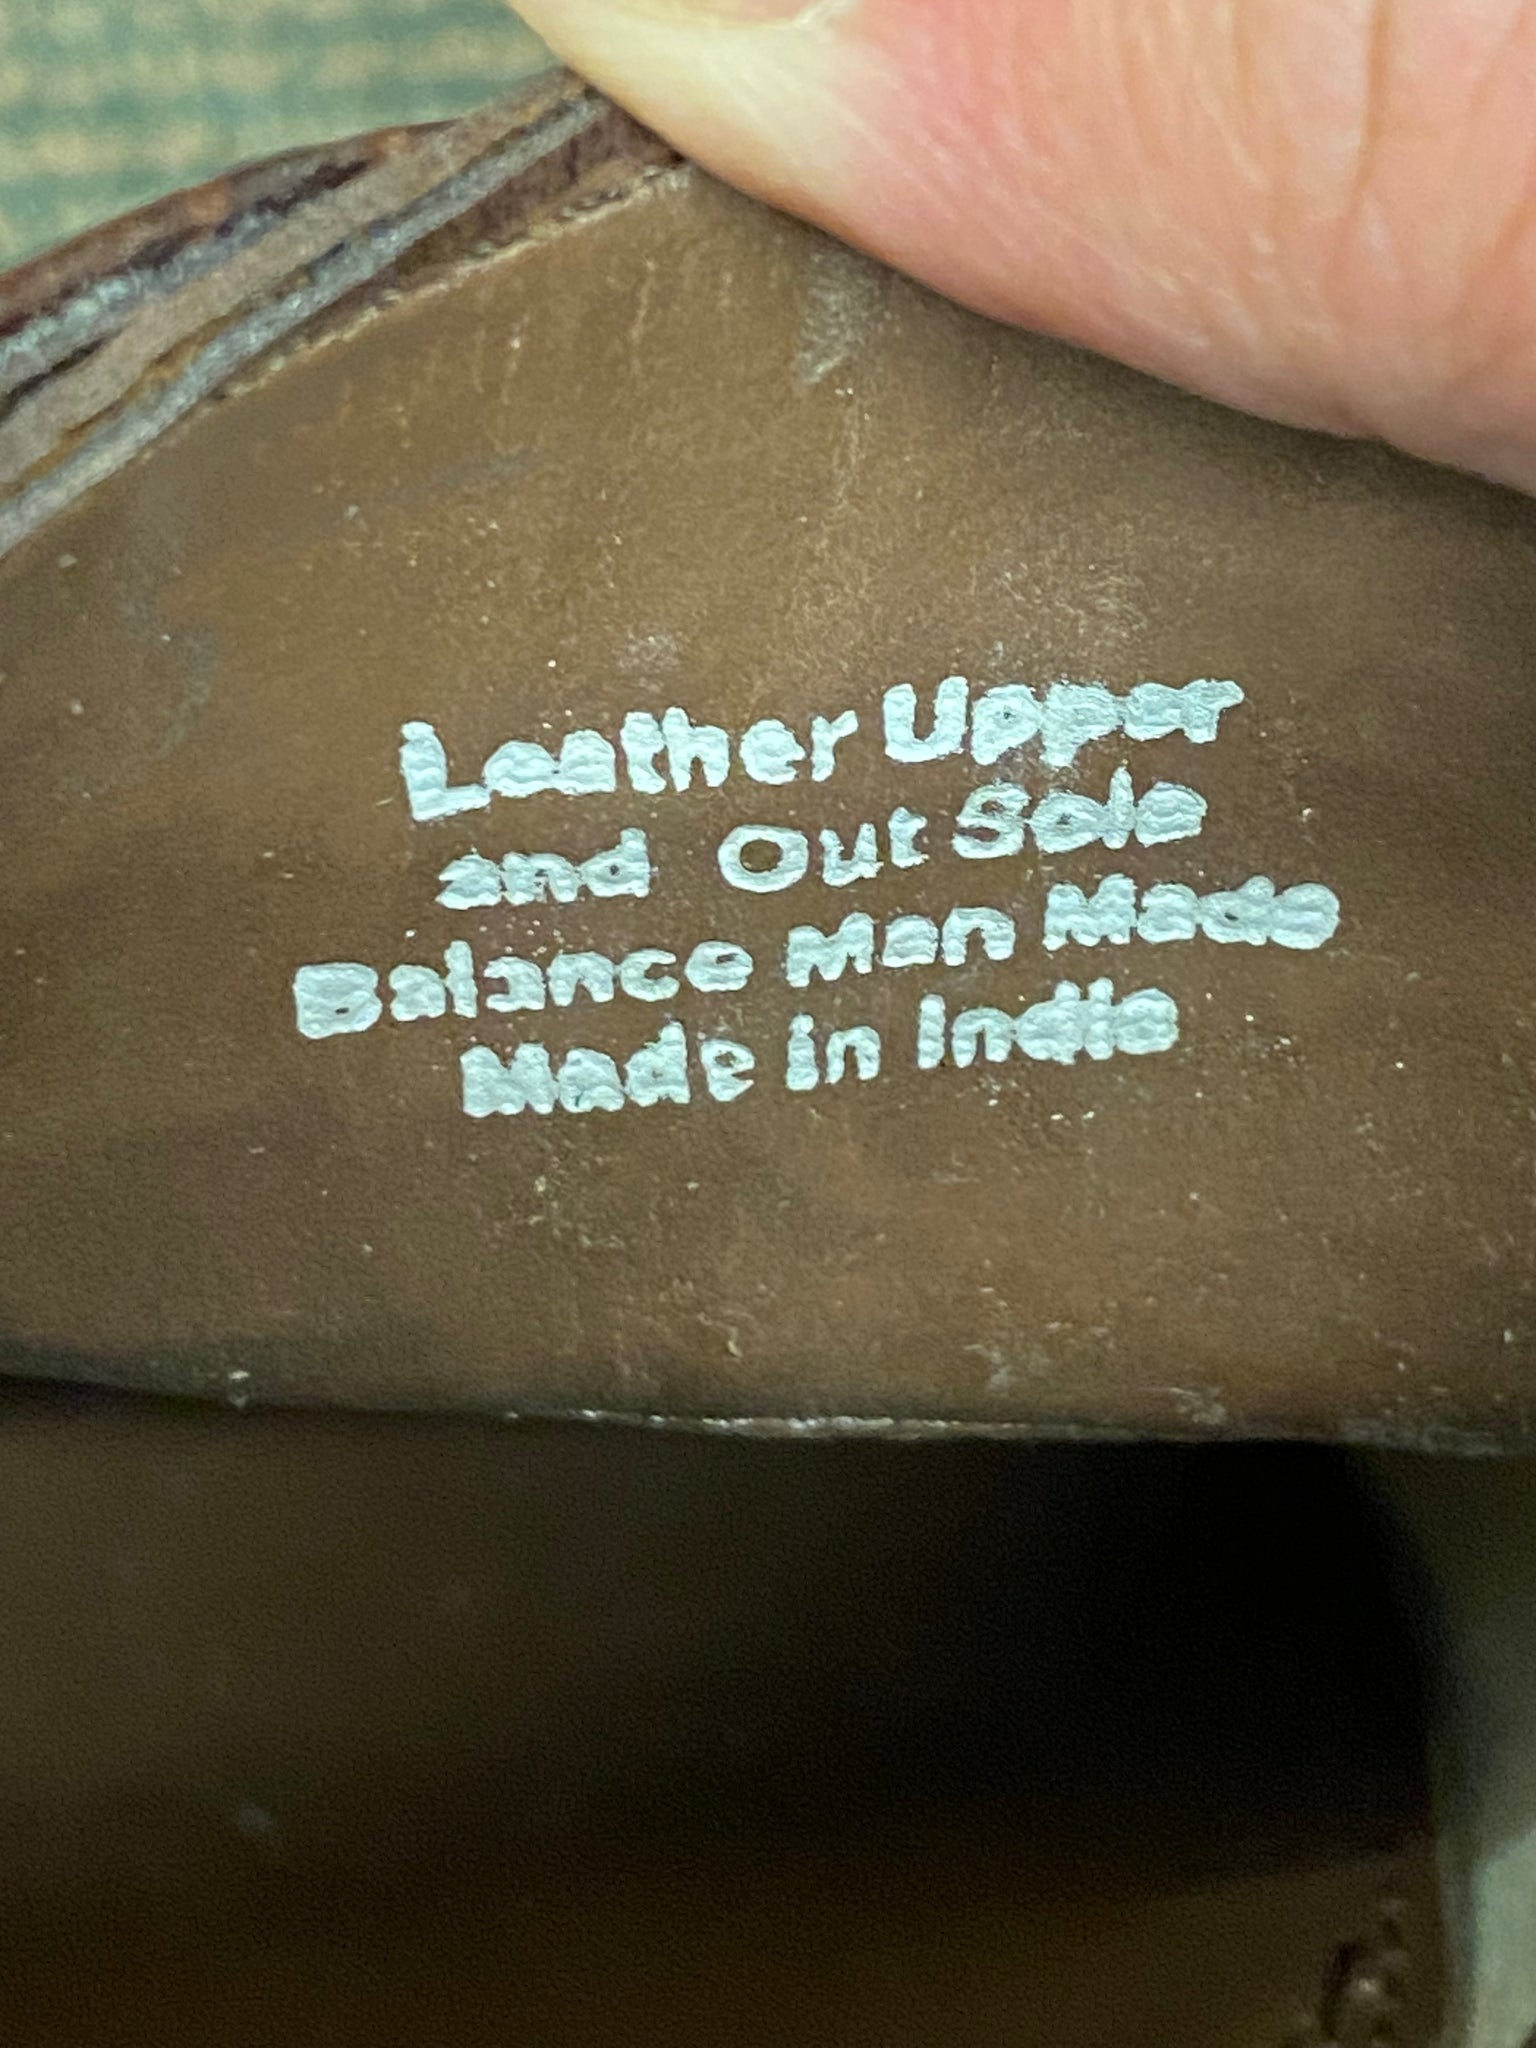 Leather Upper
and Out Sole
Balance Man Made
Made in India